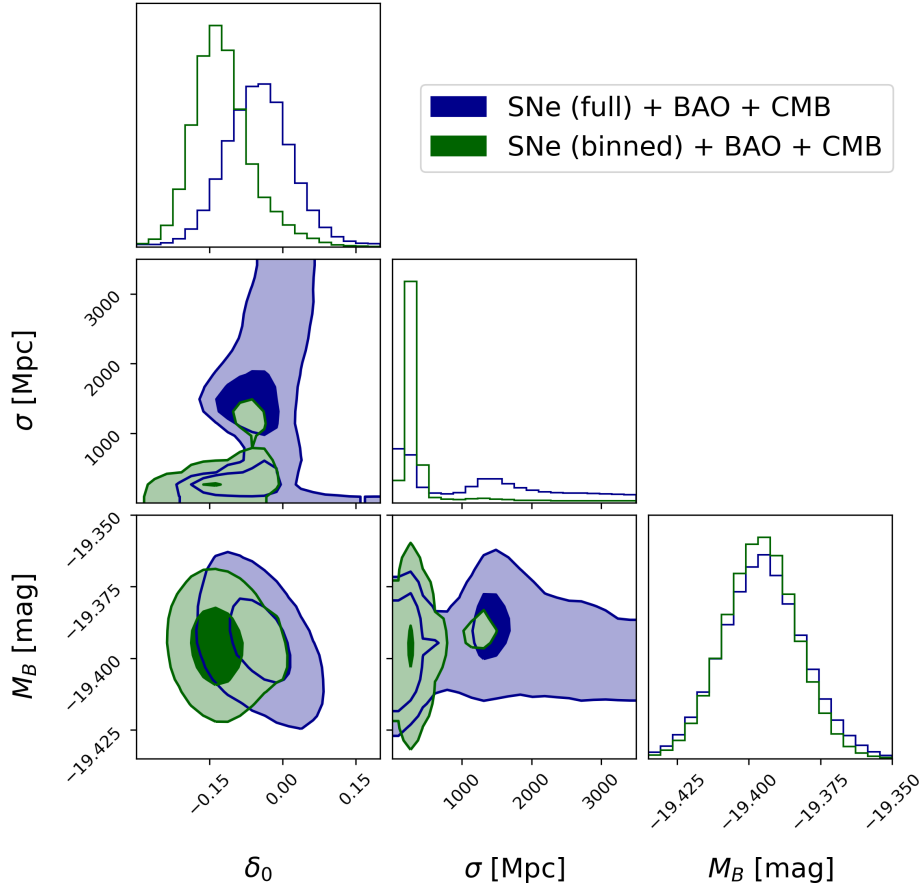 SNe (full) + BAO + CMB
SNe (binned) + BAO + CMB
3000
2000
1000
σ [Mpc]
−19.350
−19.375
−19.400
−19.425
M_B [mag]
−0.15
0.00
0.15
δ₀
1000
2000
3000
σ [Mpc]
−19.425
−19.400
−19.375
−19.350
M_B [mag]